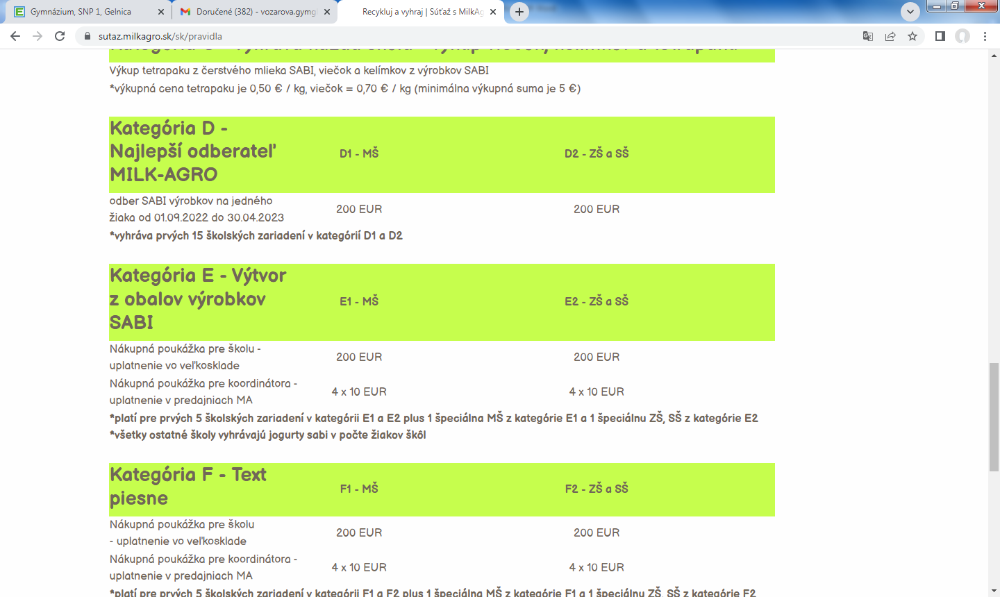 Gymnázium, SNP 1, Gelnica
Doručené (382) - vozarova.gymg
Recykluj a vyhraj | Súťaž s MilkAg
sutaz.milkagro.sk/sk/pravidla
Výkup tetrapaku z čerstvého mlieka SABI, viečok a kelímkov z výrobkov SABI
*výkupná cena tetrapaku je 0,50 € / kg, viečok = 0,70 € / kg (minimálna výkupná suma je 5 €)
Kategória D -
Najlepší odberateľ
MILK-AGRO
D1 - MŠ
D2 - ZŠ a SŠ
odber SABI výrobkov na jedného
žiaka od 01.09.2022 do 30.04.2023
200 EUR
200 EUR
*vyhráva prvých 15 školských zariadení v kategórií D1 a D2
Kategória E - Výtvor
z obalov výrobkov
SABI
E1 - MŠ
E2 - ZŠ a SŠ
Nákupná poukážka pre školu -
uplatnenie vo veľkosklade
200 EUR
200 EUR
Nákupná poukážka pre koordinátora -
uplatnenie v predajniach MA
4 x 10 EUR
4 x 10 EUR
*platí pre prvých 5 školských zariadení v kategórii E1 a E2 plus 1 špeciálna MŠ z kategórie E1 a 1 špeciálnu ZŠ, SŠ z kategórie E2
*všetky ostatné školy vyhrávajú jogurty sabi v počte žiakov škôl
Kategória F - Text
piesne
F1 - MŠ
F2 - ZŠ a SŠ
Nákupná poukážka pre školu
- uplatnenie vo veľkosklade
200 EUR
200 EUR
Nákupná poukážka pre koordinátora -
uplatnenie v predajniach MA
4 x 10 EUR
4 x 10 EUR
*platí pre prvých 5 školských zariadení v kategórii F1 a F2 plus 1 špeciálna MŠ z kategórie F1 a 1 špeciálnu ZŠ, SŠ z kategórie F2